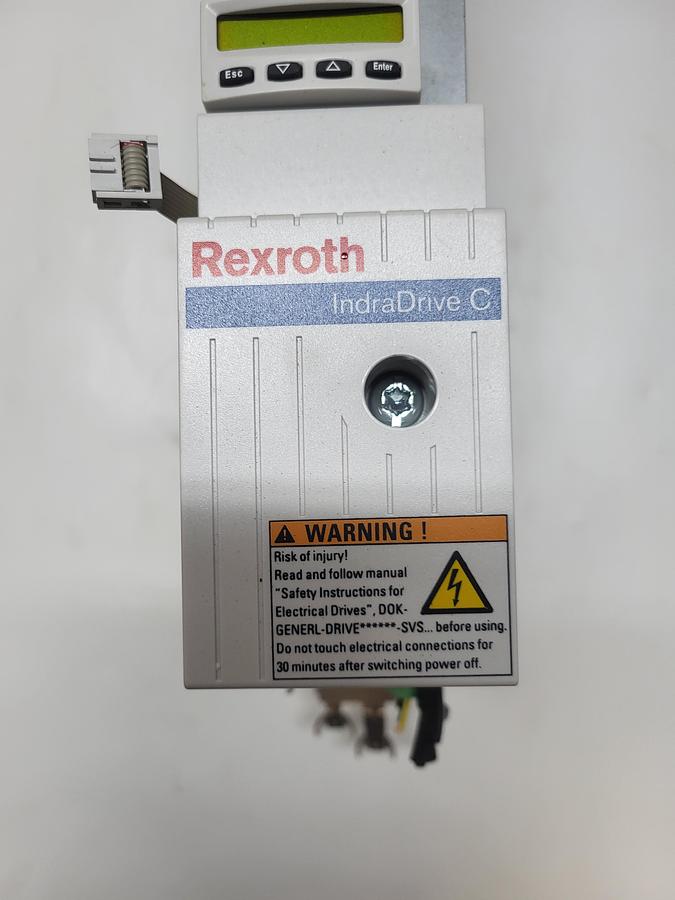 Esc
Enter
Rexroth
IndraDrive C
WARNING !
Risk of injury!
Read and follow manual
"Safety Instructions for
Electrical Drives", DOK-
GENERL-DRIVE******-SVS... before using.
Do not touch electrical connections for
30 minutes after switching power off.